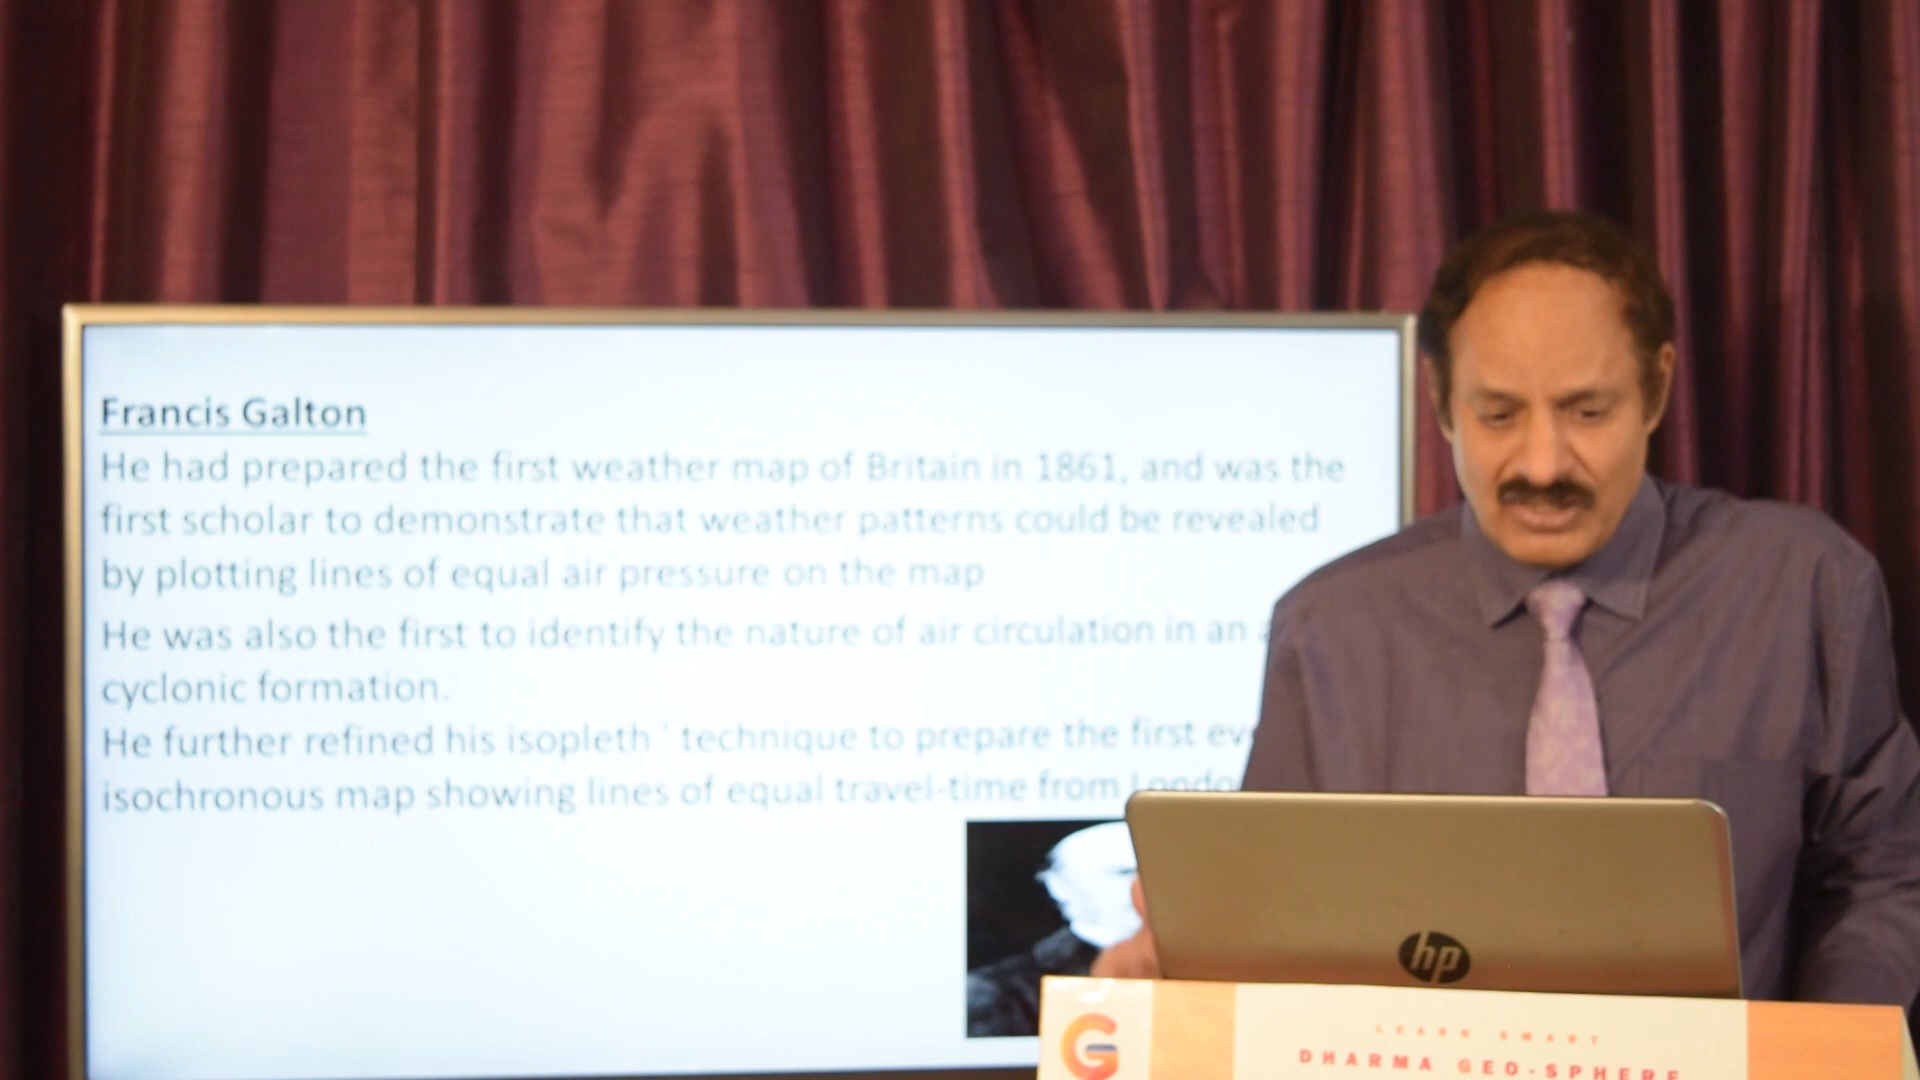 Francis Galton
He had prepared the first weather map of Britain in 1861, and was the
first scholar to demonstrate that weather patterns could be revealed
by plotting lines of equal air pressure on the map
He was also the first to identify the nature of air circulation in an
cyclonic formation.
He further refined his isopleth ' technique to prepare the first
isochronous map showing lines of equal travel-time from
hp
G
LEARN SMART
DHARMA GEO-SPHERE